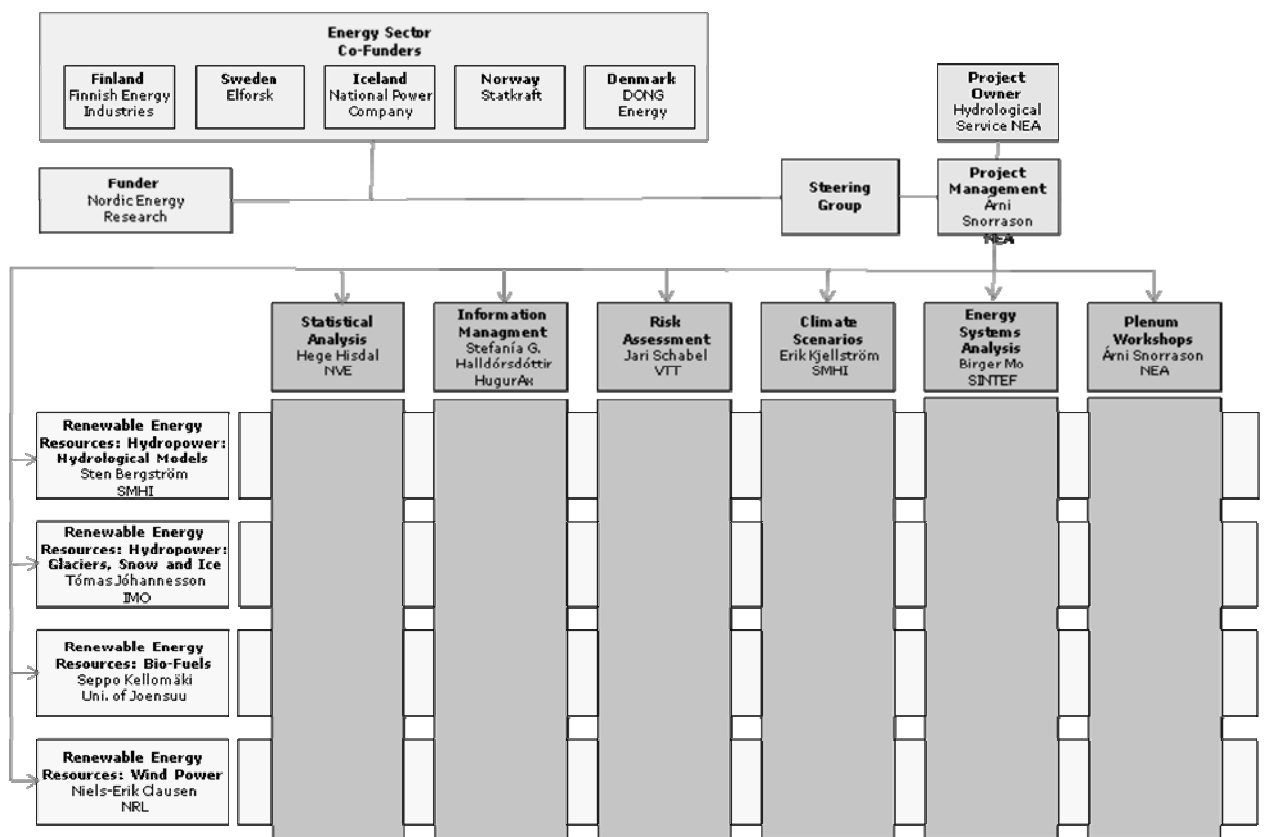 Energy Sector
Co-Funders
Finland
Finnish Energy
Industries
Sweden
Elforsk
Iceland
National Power
Company
Norway
Statkraft
Denmark
DONG
Energy
Project
Owner
Hydrological
Service NEA
Funder
Nordic Energy
Research
Steering
Group
Project
Management
Árni
Snorrason
NEA
Statistical
Analysis
Hege Hisdal
NVE
Information
Managment
Stefanía G.
Halldórsdóttir
HugurAx
Risk
Assessment
Jari Schabel
VTT
Climate
Scenarios
Erik Kjellström
SMHI
Energy
Systems
Analysis
Birger Mo
SINTEF
Plenum
Workshops
Árni Snorrason
NEA
Renewable Energy
Resources: Hydropower:
Hydrological Models
Sten Bergström
SMHI
Renewable Energy
Resources: Hydropower:
Glaciers, Snow and Ice
Tómas Jóhannesson
IMO
Renewable Energy
Resources: Bio-Fuels
Seppo Kellomäki
Uni. of Joensuu
Renewable Energy
Resources: Wind Power
Niels-Erik Clausen
NRL